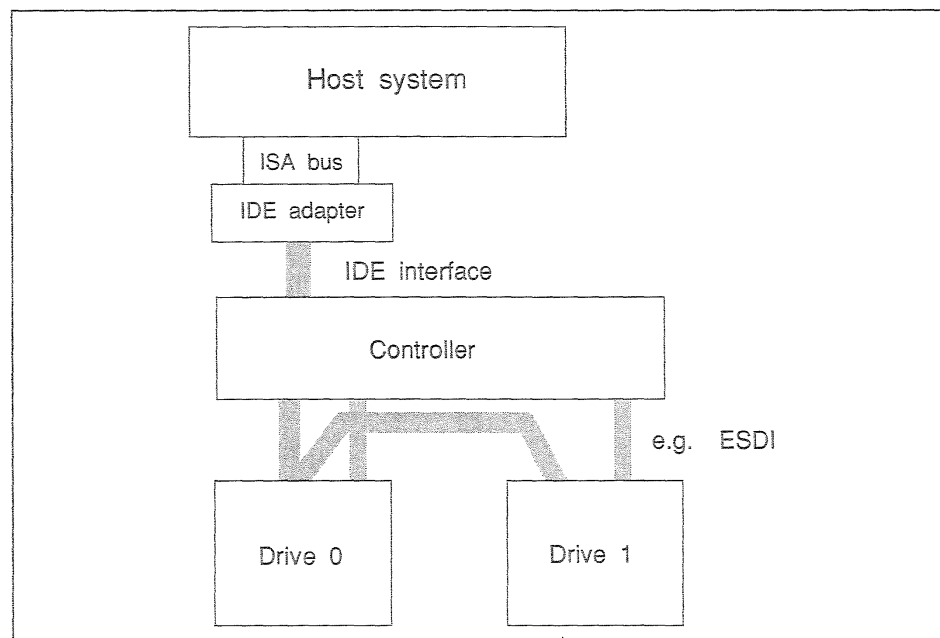 Host system
ISA bus
IDE adapter
IDE interface
Controller
e.g. ESDI
Drive 0
Drive 1